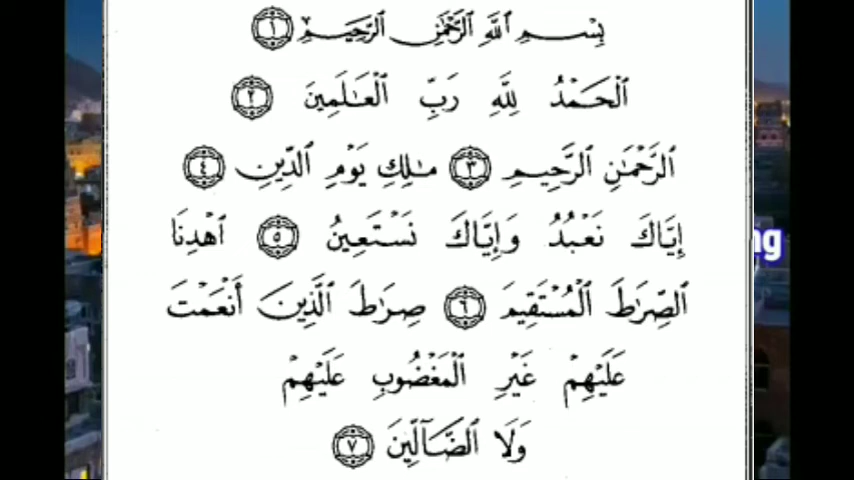 بِسْمِ ٱللَّهِ ٱلرَّحْمَٰنِ ٱلرَّحِيمِ ١
ٱلْحَمْدُ لِلَّهِ رَبِّ ٱلْعَٰلَمِينَ ٢
ٱلرَّحْمَٰنِ ٱلرَّحِيمِ ٣ مَٰلِكِ يَوْمِ ٱلدِّينِ ٤
إِيَّاكَ نَعْبُدُ وَإِيَّاكَ نَسْتَعِينُ ٥ ٱهْدِنَا
ٱلصِّرَٰطَ ٱلْمُسْتَقِيمَ ٦ صِرَٰطَ ٱلَّذِينَ أَنْعَمْتَ
عَلَيْهِمْ غَيْرِ ٱلْمَغْضُوبِ عَلَيْهِمْ
وَلَا ٱلضَّآلِّينَ ٧